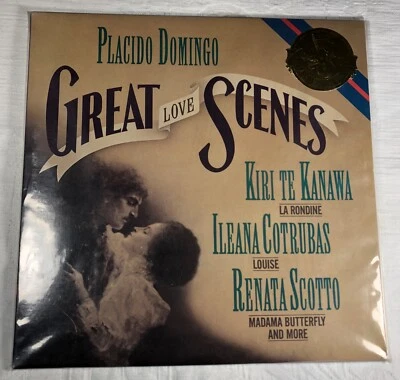 PLACIDO DOMINGO
GREAT LOVE SCENES
KIRI TE KANAWA
LA RONDINE
ILEANA COTRUBAS
LOUISE
RENATA SCOTTO
MADAMA BUTTERFLY
AND MORE